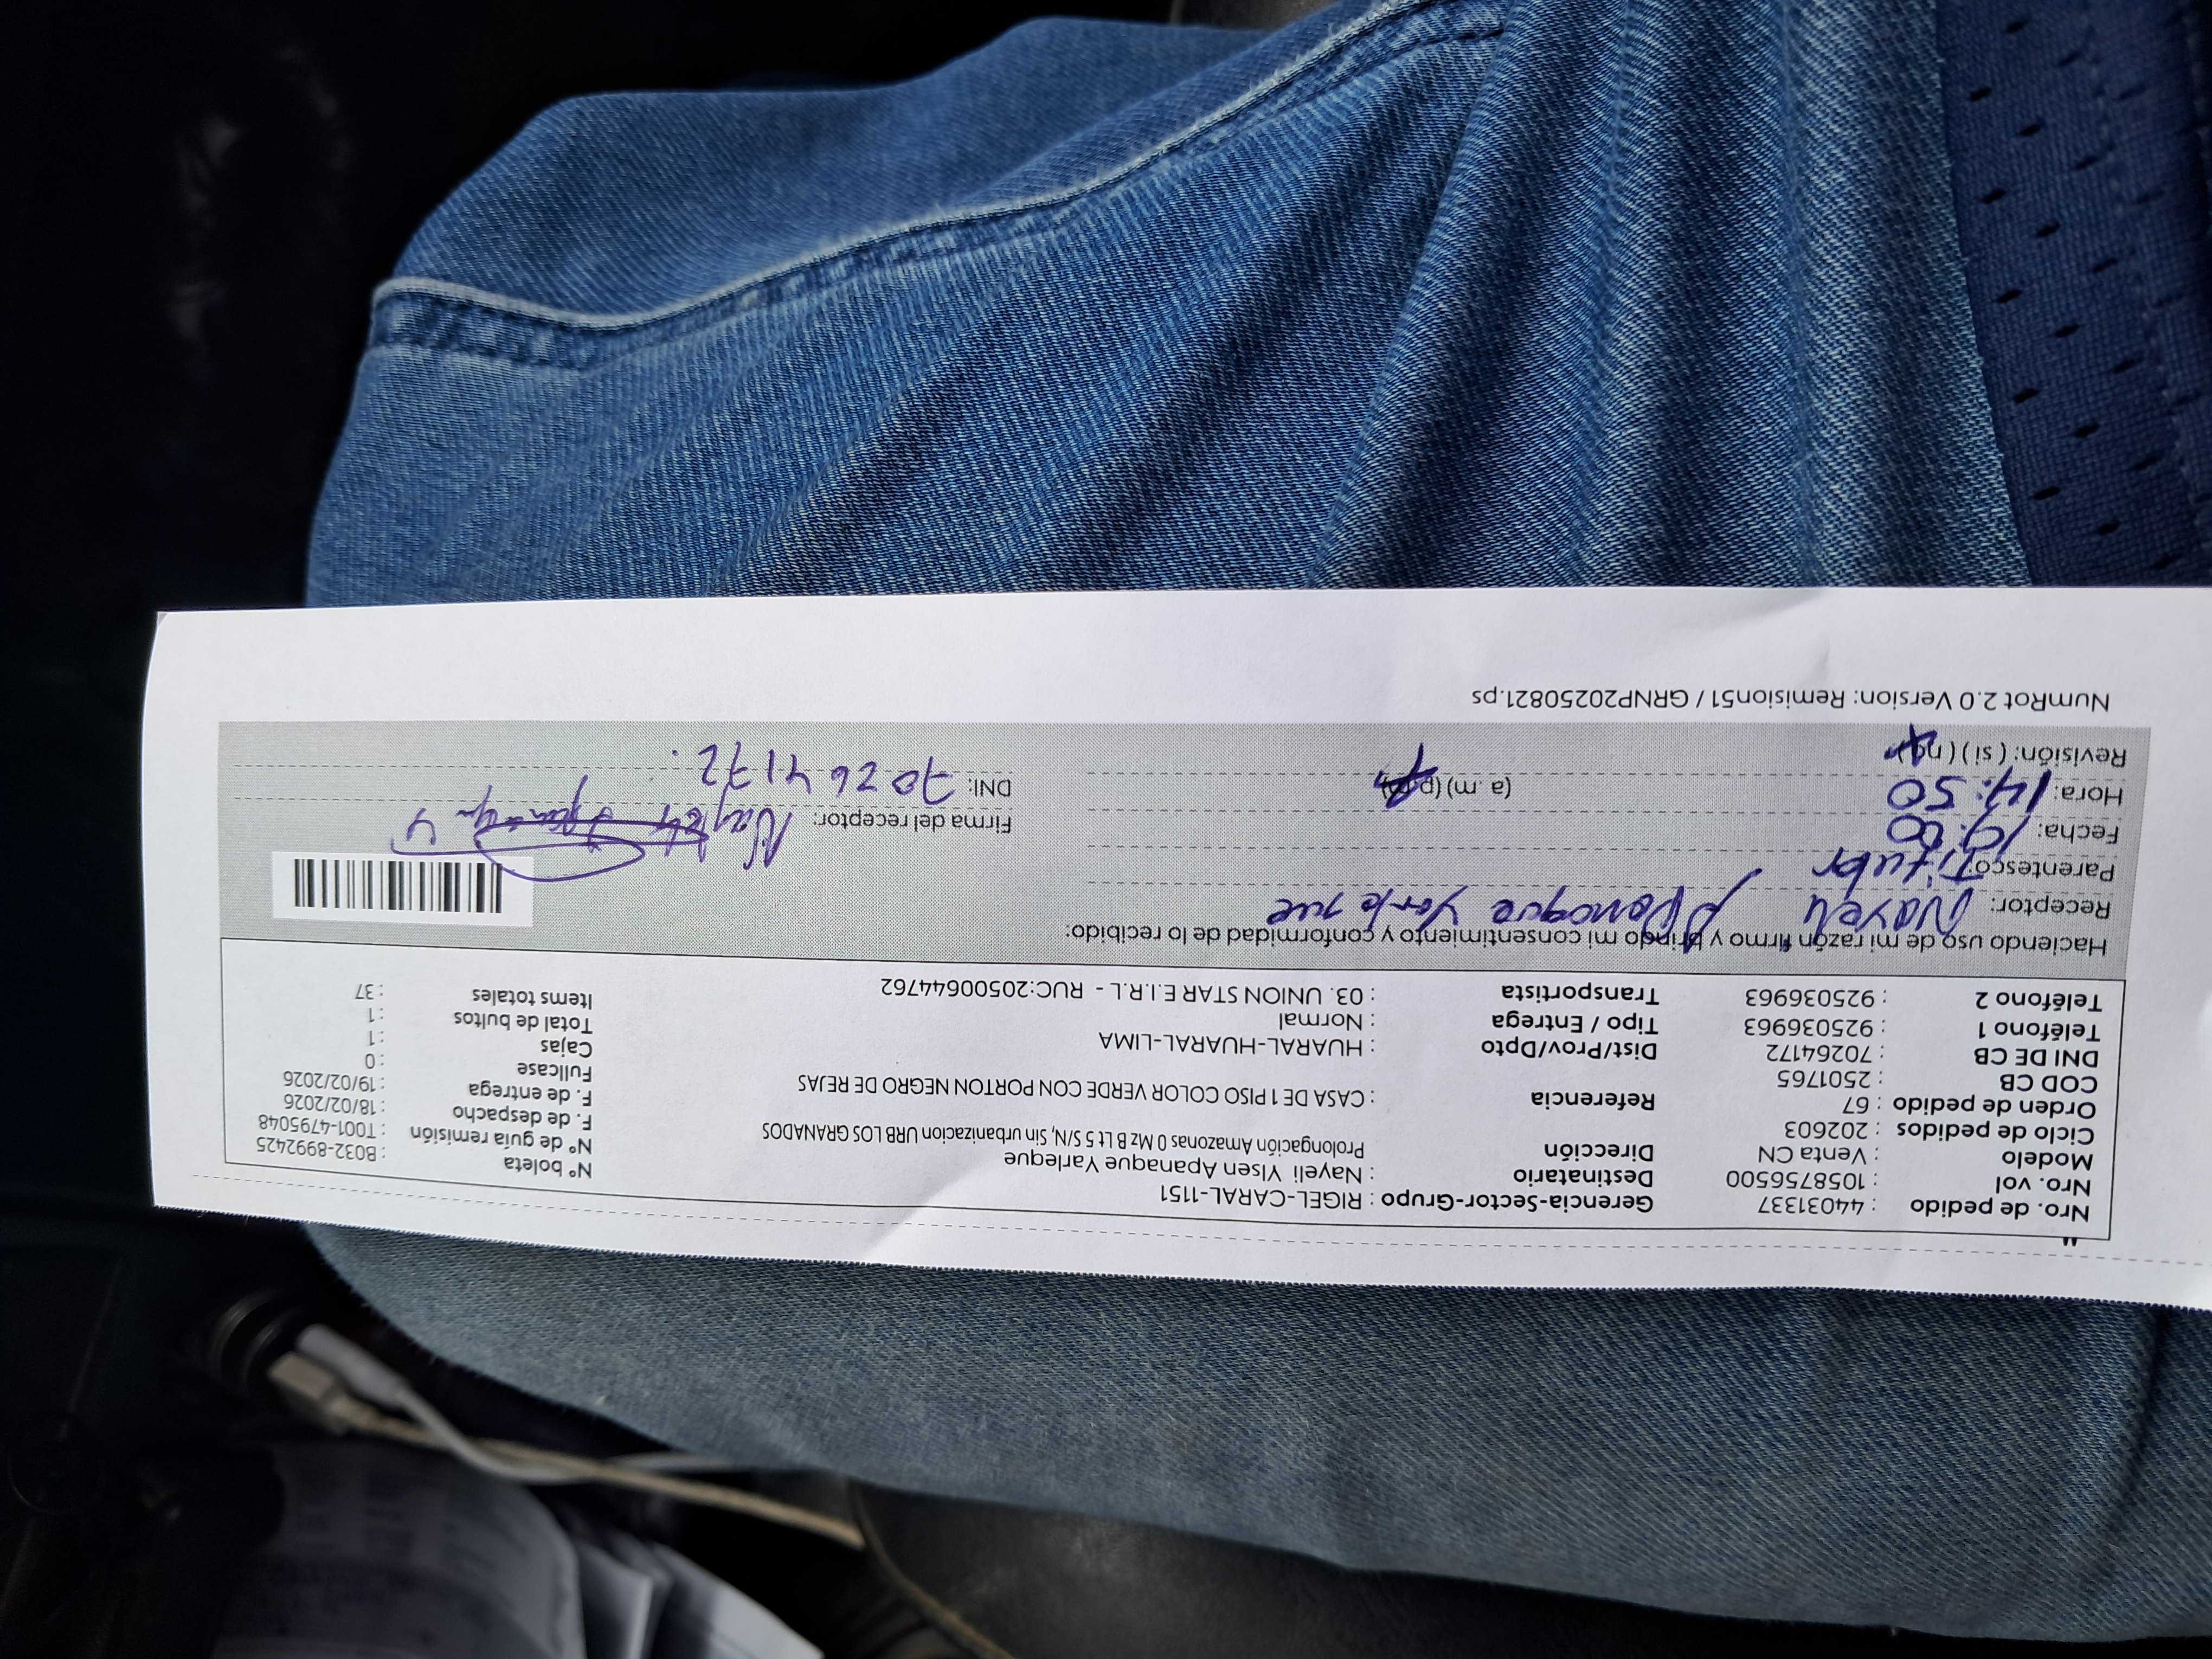 Nro. de pedido : 44031337 Gerencia-Sector-Grupo : RIGEL-CARAL-1151 N° boleta : B032-8992425
Nro. vol : 1058756500 Destinatario : Nayeli Ylsen Apanaque Yarleque N° de guía remisión : T001-4795048
Modelo : Venta CN Dirección Prolongación Amazonas 0 Mz B Lt 5 S/N, Sin urbanizacion URB LOS GRANADOS F. de despacho : 18/02/2026
Ciclo de pedidos : 202603 F. de entrega : 19/02/2026
Orden de pedido : 67 Referencia : CASA DE 1 PISO COLOR VERDE CON PORTON NEGRO DE REJAS Fullcase : 0
COD CB : 2501765 Cajas : 1
DNI DE CB : 70264172 Dist/Prov/Dpto : HUARAL-HUARAL-LIMA Total de bultos : 1
Teléfono 1 : 925036963 Tipo / Entrega : Normal Items totales : 37
Teléfono 2 : 925036963 Transportista : 03. UNION STAR E.I.R.L - RUC:20500644762
Haciendo uso de mi razón firmo y brindo mi consentimiento y conformidad de lo recibido:
Receptor: Nayeli
Parentesco: Titular
Fecha: Firma del receptor:
Hora: 14:50 (a. m) (p. m) DNI: 70264172.
Revisión: ( si ) ( no )
NumRot 2.0 Version: Remision51 / GRNP20250821.ps